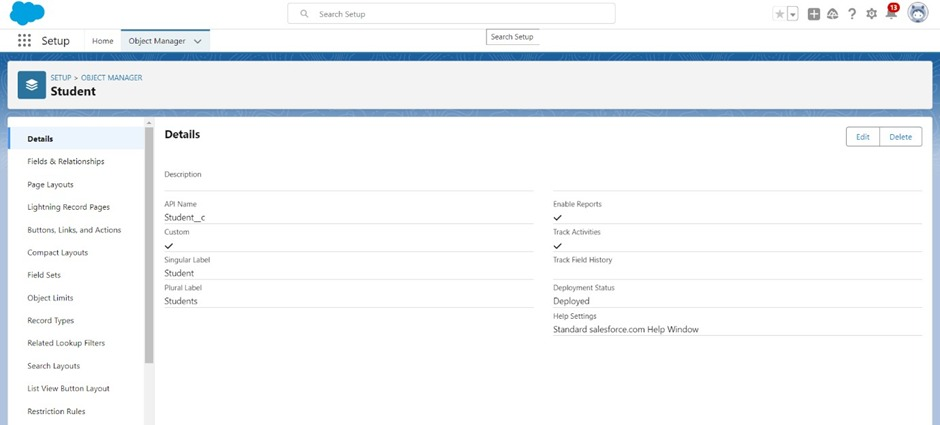 Search Setup
13
Setup
Home
Object Manager
Search Setup
SETUP > OBJECT MANAGER
Student
Details
Fields & Relationships
Page Layouts
Lightning Record Pages
Buttons, Links, and Actions
Compact Layouts
Field Sets
Object Limits
Record Types
Related Lookup Filters
Search Layouts
List View Button Layout
Restriction Rules
Details
Edit
Delete
Description
API Name
Student__c
Custom
Singular Label
Student
Plural Label
Students
Enable Reports
Track Activities
Track Field History
Deployment Status
Deployed
Help Settings
Standard salesforce.com Help Window